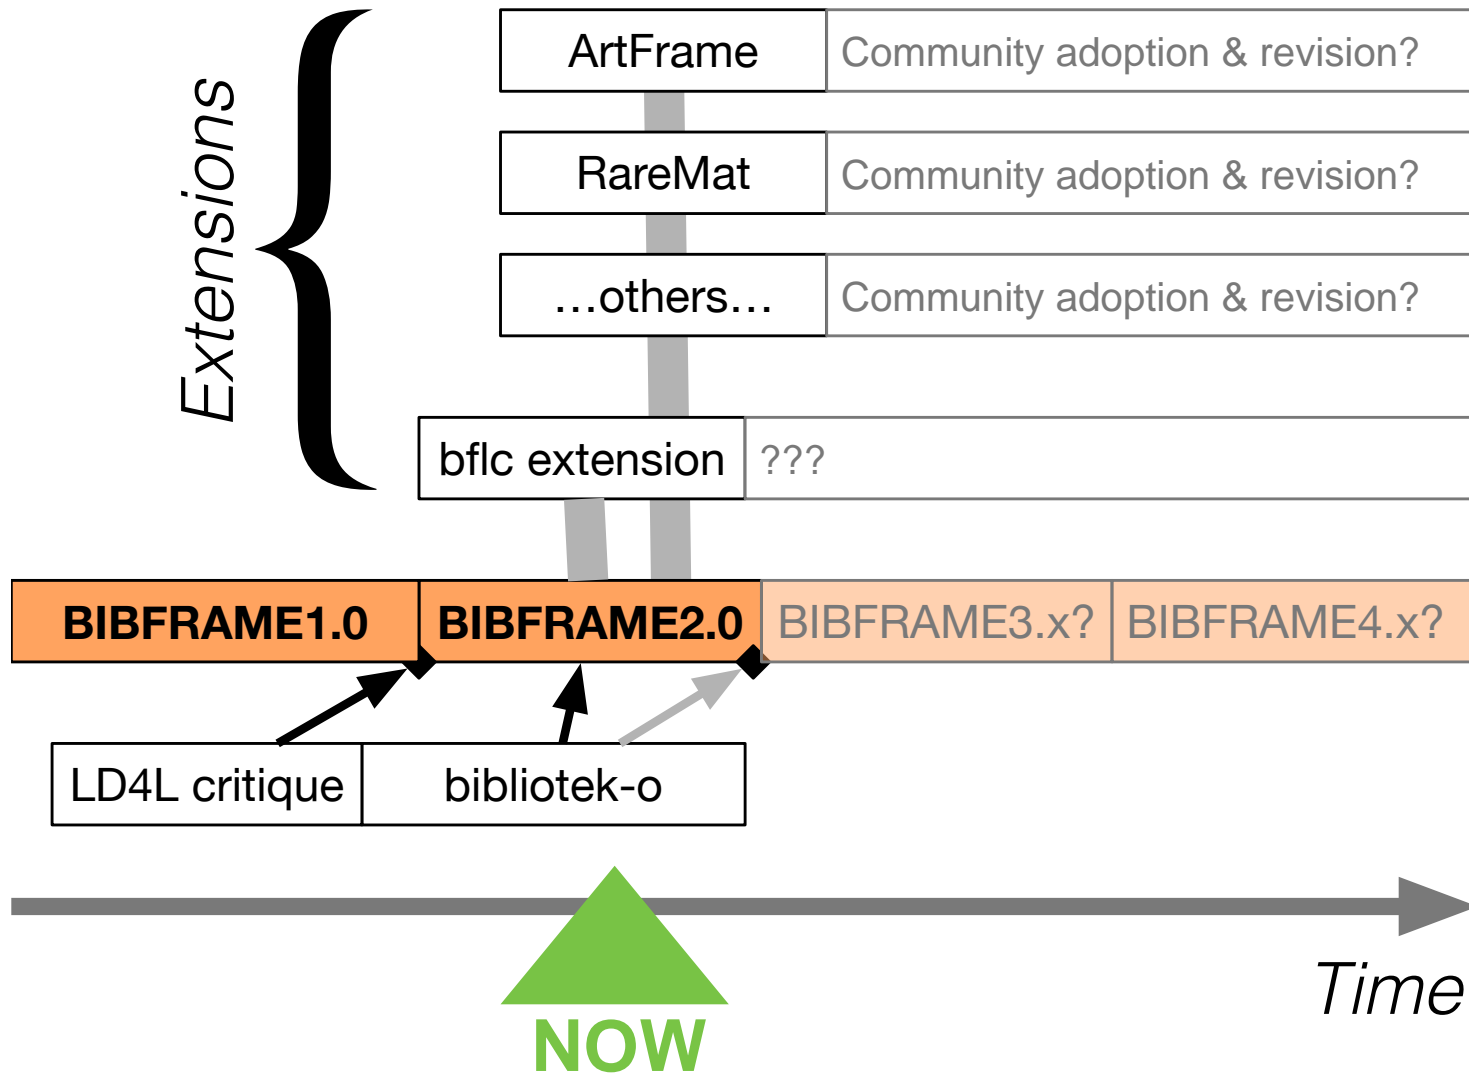 Extensions
ArtFrame
Community adoption & revision?
RareMat
Community adoption & revision?
...others...
Community adoption & revision?
bflc extension
???
BIBFRAME1.0
BIBFRAME2.0
BIBFRAME3.x?
BIBFRAME4.x?
LD4L critique
bibliotek-o
Time
NOW